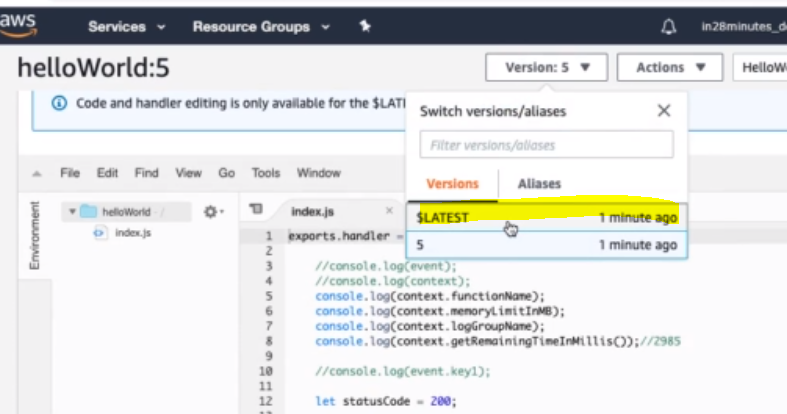 aws Services Resource Groups in28minutes_d
helloWorld:5 Version: 5 Actions HelloW
Code and handler editing is only available for the $LAT
Switch versions/aliases
Filter versions/aliases
Versions Aliases
$LATEST 1 minute ago
5 1 minute ago
File Edit Find View Go Tools Window
Environment
helloWorld - /
index.js
index.js
1 exports.handler =
2
3 //console.log(event);
4 //console.log(context);
5 console.log(context.functionName);
6 console.log(context.memoryLimitInMB);
7 console.log(context.logGroupName);
8 console.log(context.getRemainingTimeInMillis());//2985
9
10 //console.log(event.key1);
11
12 let statusCode = 200;